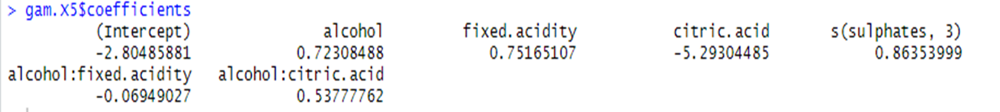 > gam.X5$coefficients
(Intercept) alcohol fixed.acidity citric.acid s(sulphates, 3)
-2.80485881 0.72308488 0.75165107 -5.29304485 0.86353999
alcohol:fixed.acidity alcohol:citric.acid
-0.06949027 0.53777762